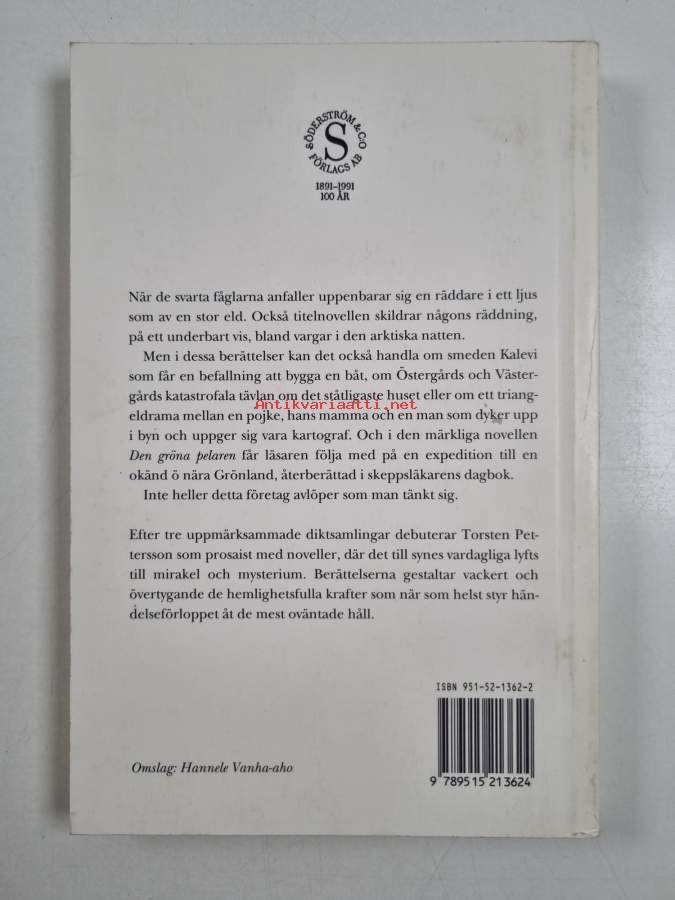 SÖDERSTRÖM & C:O
S
FÖRLAGS AB
1891–1991
100 ÅR
När de svarta fåglarna anfaller uppenbarar sig en räddare i ett ljus
som av en stor eld. Också titelnovellen skildrar någons räddning,
på ett underbart vis, bland vargar i den arktiska natten.
Men i dessa berättelser kan det också handla om smeden Kalevi
som får en befallning att bygga en båt, om Östergårds och Väster-
gårds katastrofala tävlan om det ståtligaste huset eller om ett triang-
Antikvariaatti.net
eldrama mellan en pojke, hans mamma och en man som dyker upp
i byn och uppger sig vara kartograf. Och i den märkliga novellen
Den gröna pelaren får läsaren följa med på en expedition till en
okänd ö nära Grönland, återberättad i skeppsläkarens dagbok.
Inte heller detta företag avlöper som man tänkt sig.
Efter tre uppmärksammade diktsamlingar debuterar Torsten Pet-
tersson som prosaist med noveller, där det till synes vardagliga lyfts
till mirakel och mysterium. Berättelserna gestaltar vackert och
övertygande de hemlighetsfulla krafter som när som helst styr hän-
delseförloppet åt de mest oväntade håll.
ISBN 951-52-1362-2
9 789515 213624
Omslag: Hannele Vanha-aho